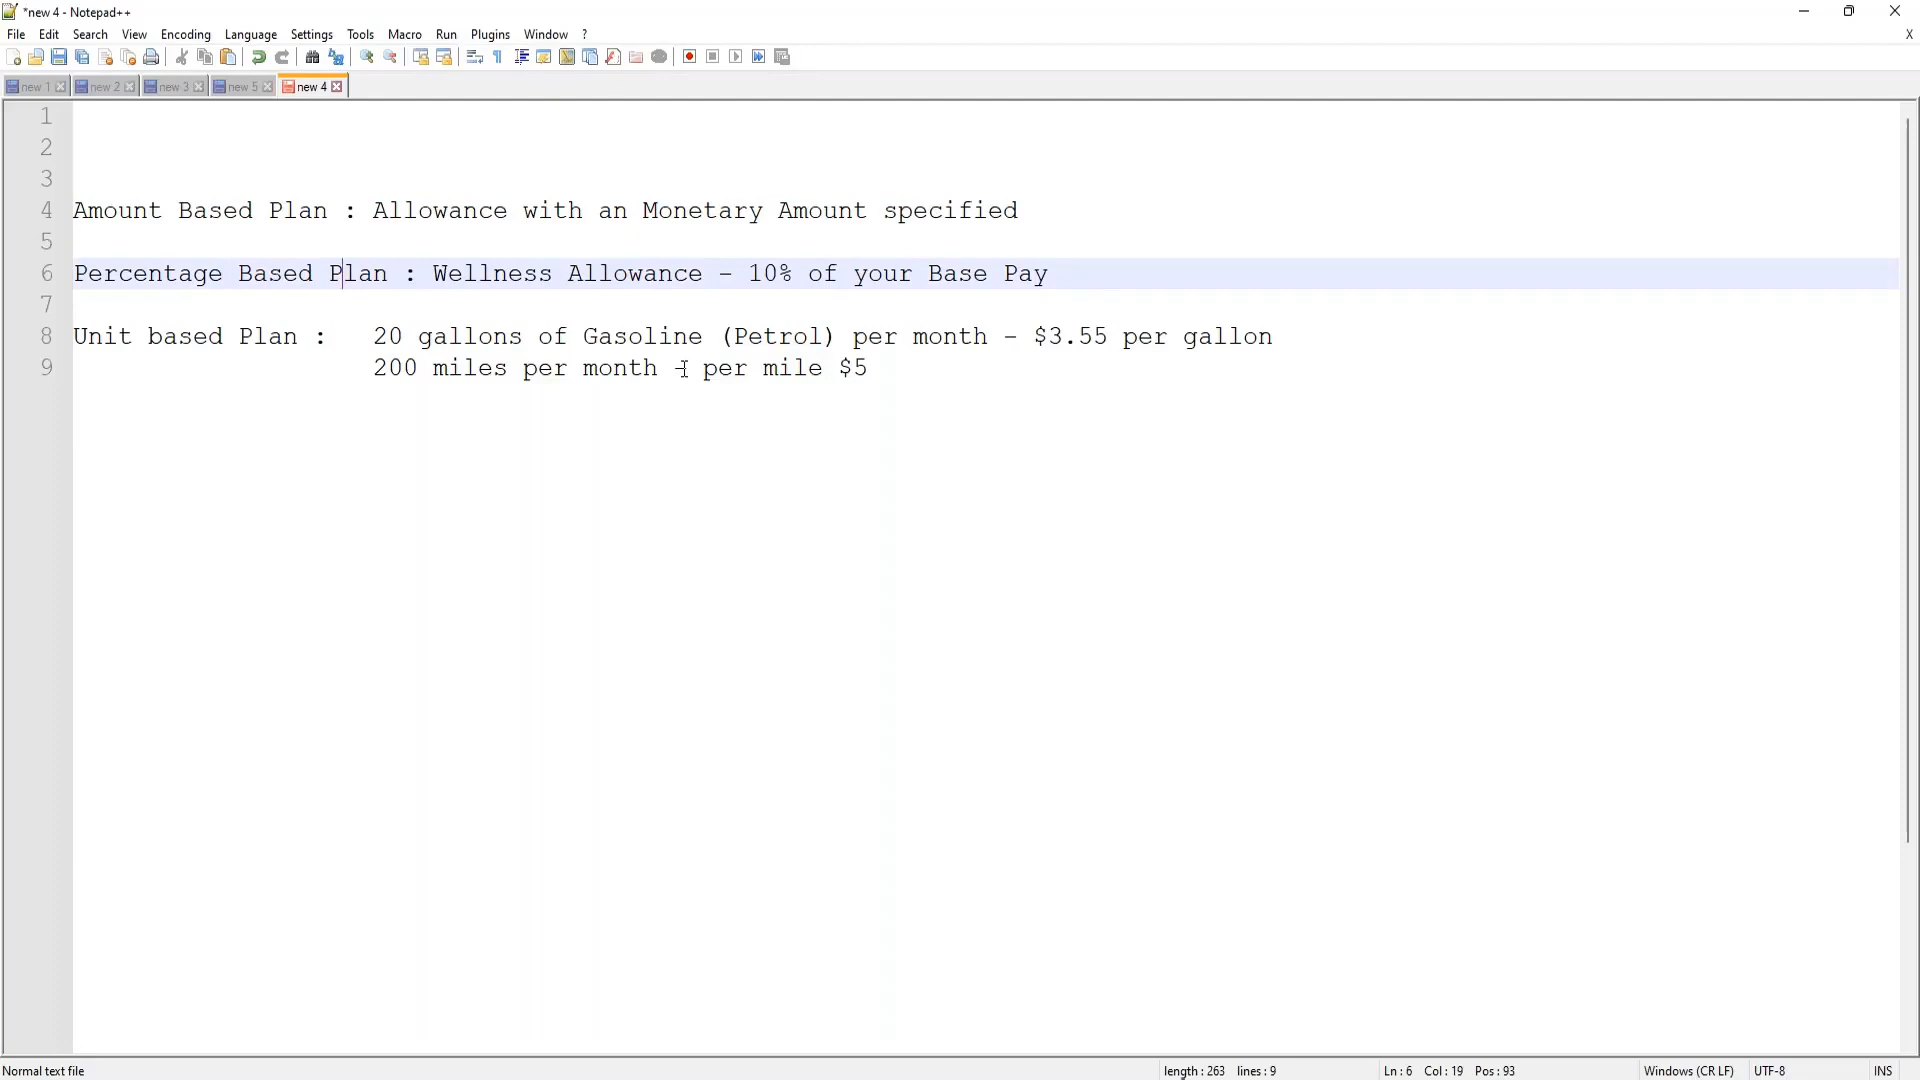 *new 4 - Notepad++
File Edit Search View Encoding Language Settings Tools Macro Run Plugins Window ? X
new 1 new 2 new 3 new 5 new 4
1
2
3
4 Amount Based Plan : Allowance with an Monetary Amount specified
5
6 Percentage Based Plan : Wellness Allowance - 10% of your Base Pay
7
8 Unit based Plan : 20 gallons of Gasoline (Petrol) per month - $3.55 per gallon
9 200 miles per month - per mile $5
Normal text file length : 263 lines : 9 Ln : 6 Col : 19 Pos : 93 Windows (CR LF) UTF-8 INS